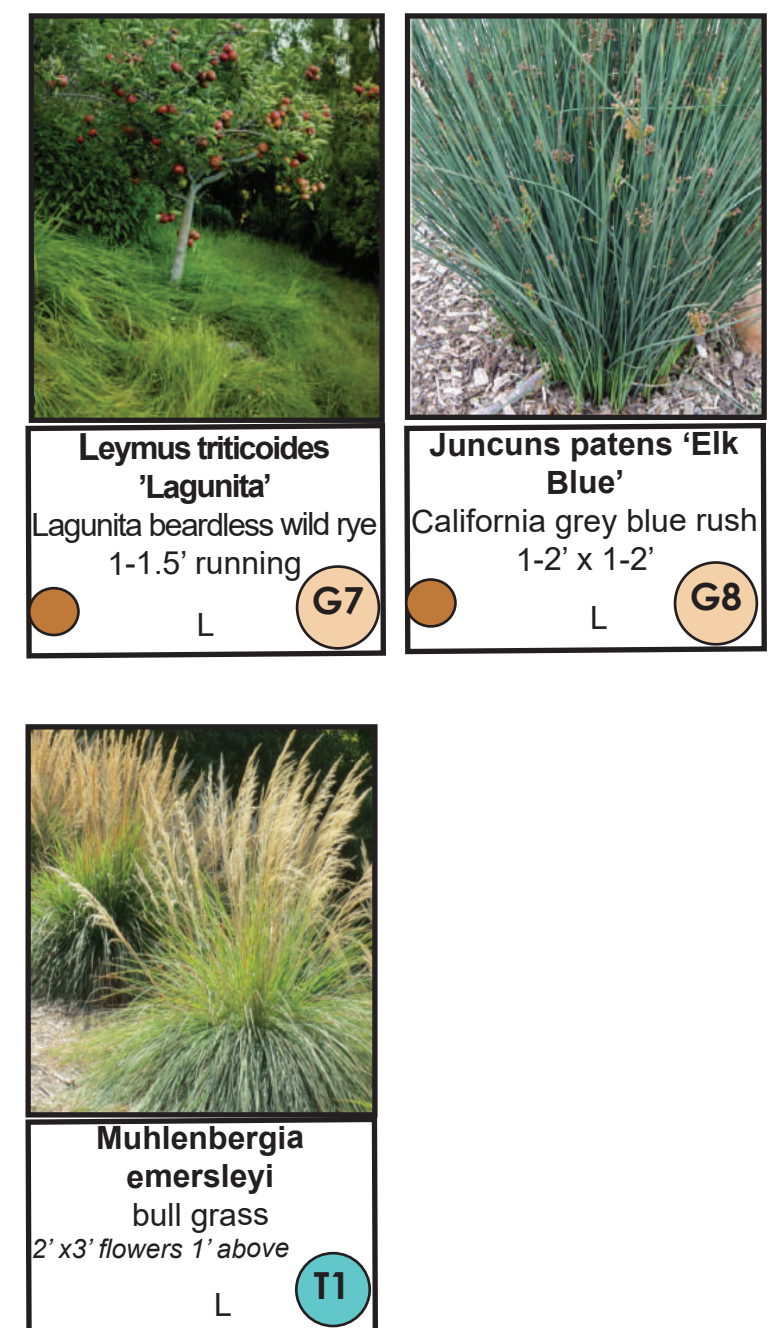 Leymus triticoides
’Lagunita’
Lagunita beardless wild rye
1-1.5’ running
L
G7
Juncuns patens ‘Elk
Blue’
California grey blue rush
1-2’ x 1-2’
L
G8
Muhlenbergia
emersleyi
bull grass
2’ x3’ flowers 1’ above
L
T1